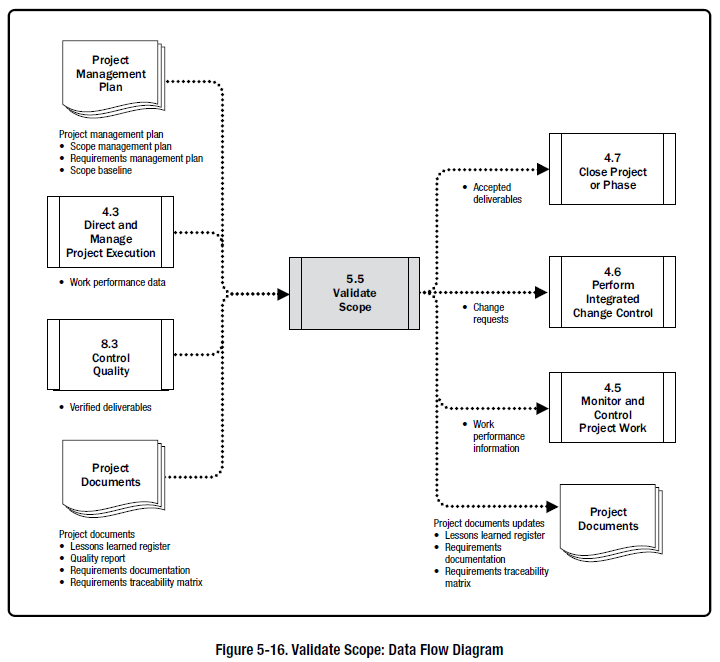 Project
Management
Plan
Project management plan
• Scope management plan
• Requirements management plan
• Scope baseline
4.3
Direct and
Manage
Project Execution
• Work performance data
8.3
Control
Quality
• Verified deliverables
Project
Documents
Project documents
• Lessons learned register
• Quality report
• Requirements documentation
• Requirements traceability matrix
5.5
Validate
Scope
4.7
Close Project
or Phase
• Accepted
deliverables
4.6
Perform
Integrated
Change Control
• Change
requests
4.5
Monitor and
Control
Project Work
• Work
performance
information
Project
Documents
Project documents updates
• Lessons learned register
• Requirements
documentation
• Requirements traceability
matrix
Figure 5-16. Validate Scope: Data Flow Diagram